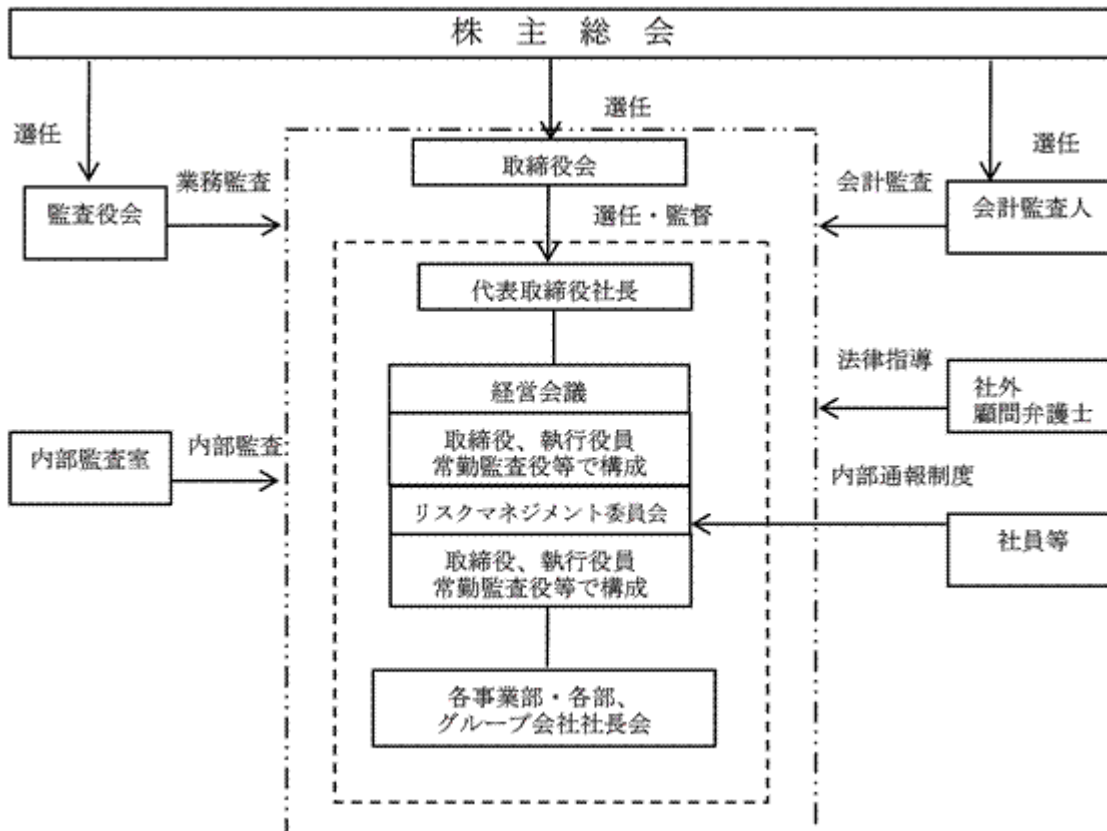 株主総会
選任
選任
選任
取締役会
業務監査
会計監査
監査役会
会計監査人
選任・監督
代表取締役社長
法律指導
経営会議
社外
顧問弁護士
取締役、執行役員
常勤監査役等で構成
内部監査室
内部監査
内部通報制度
リスクマネジメント委員会
社員等
取締役、執行役員
常勤監査役等で構成
各事業部・各部、
グループ会社社長会